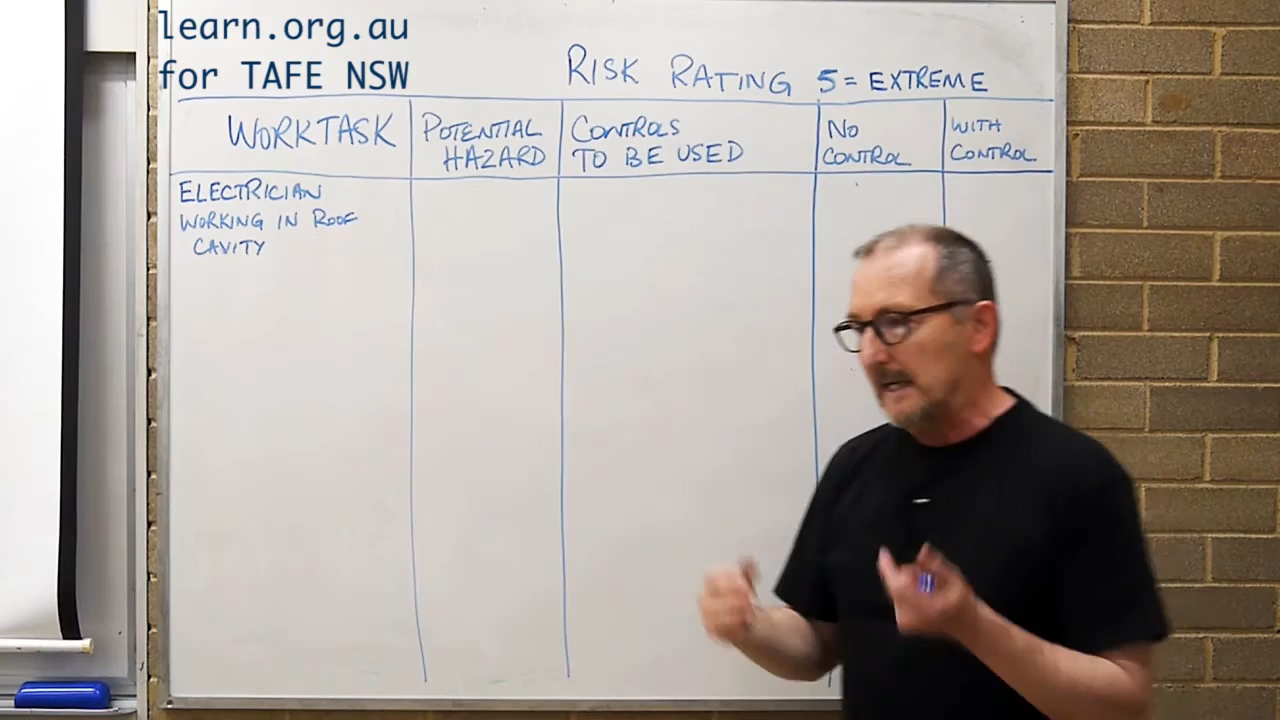 learn.org.au
for TAFE NSW
RISK RATING 5 = EXTREME
WORKTASK
POTENTIAL
HAZARD
CONTROLS
TO BE USED
NO
CONTROL
WITH
CONTROL
ELECTRICIAN
WORKING IN ROOF
CAVITY